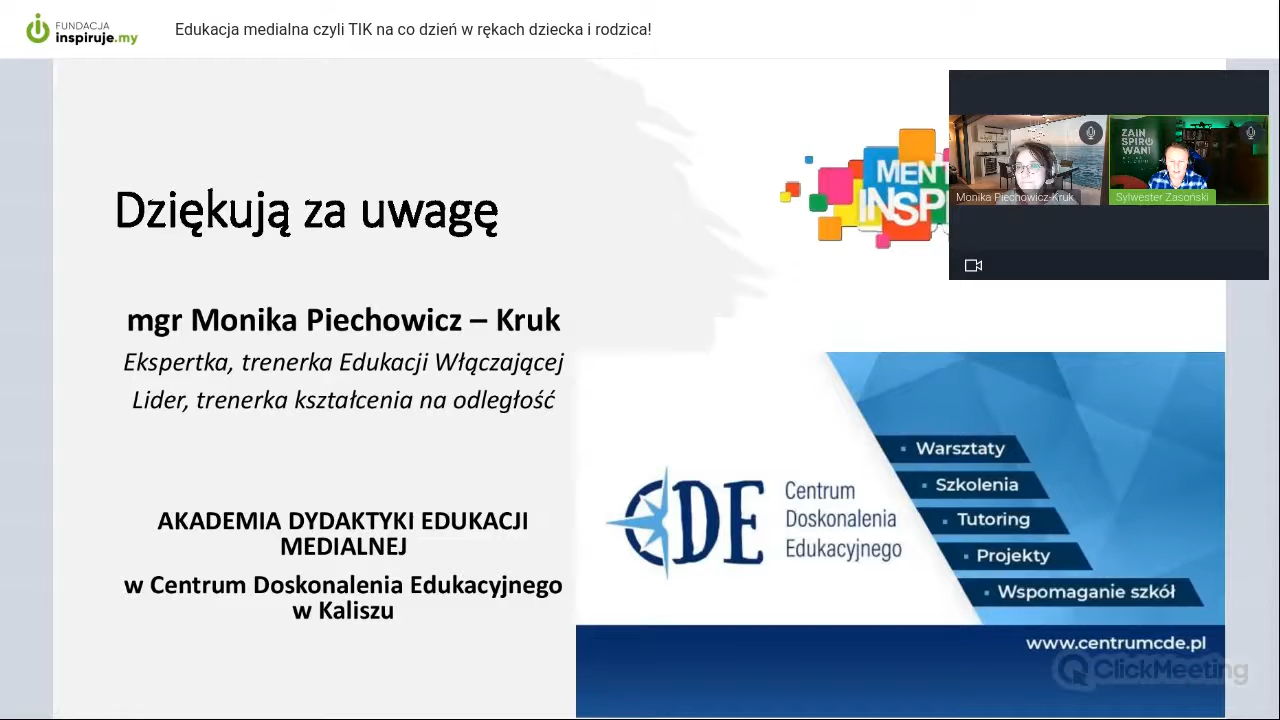 FUNDACJA
inspiruje.my
Edukacja medialna czyli TIK na co dzień w rękach dziecka i rodzica!
Dziękują za uwagę
mgr Monika Piechowicz – Kruk
Ekspertka, trenerka Edukacji Włączającej
Lider, trenerka kształcenia na odległość
AKADEMIA DYDAKTYKI EDUKACJI
MEDIALNEJ
w Centrum Doskonalenia Edukacyjnego
w Kaliszu
ZAIN
SPIRO
WANI
Monika Piechowicz-Kruk
Sylwester Zasoński
CDE
Centrum
Doskonalenia
Edukacyjnego
Warsztaty
Szkolenia
Tutoring
Projekty
Wspomaganie szkół
www.centrumcde.pl
ClickMeeting